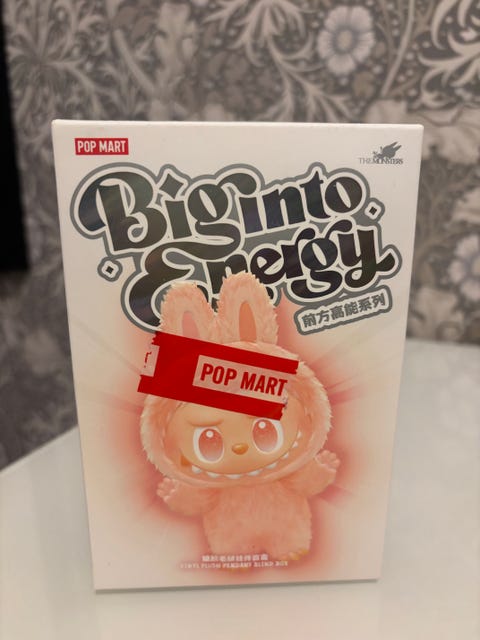 POP MART
THE MONSTERS
Big into
Energy
前方高能系列
POP MART
VINYL PLUSH PENDANT BLIND BOX